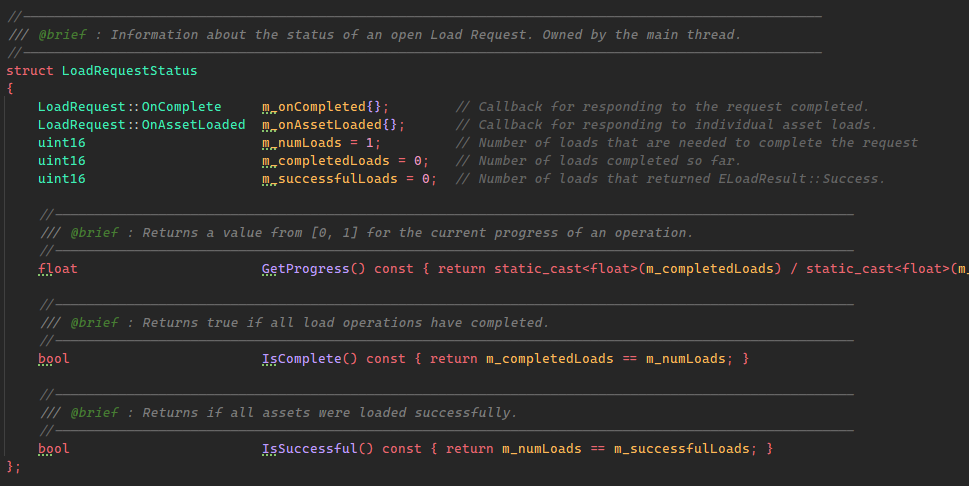 //————————————————————————————————
/// @brief : Information about the status of an open Load Request. Owned by the main thread.
//————————————————————————————————
struct LoadRequestStatus
{
    LoadRequest::OnComplete     m_onCompleted{};        // Callback for responding to the request completed.
    LoadRequest::OnAssetLoaded  m_onAssetLoaded{};      // Callback for responding to individual asset loads.
    uint16                      m_numLoads = 1;         // Number of loads that are needed to complete the request
    uint16                      m_completedLoads = 0;   // Number of loads completed so far.
    uint16                      m_successfulLoads = 0;  // Number of loads that returned ELoadResult::Success.
    //————————————————————————————————
    /// @brief : Returns a value from [0, 1] for the current progress of an operation.
    //————————————————————————————————
    float                       GetProgress() const { return static_cast<float>(m_completedLoads) / static_cast<float>(m_
    //————————————————————————————————
    /// @brief : Returns true if all load operations have completed.
    //————————————————————————————————
    bool                        IsComplete() const { return m_completedLoads == m_numLoads; }
    //————————————————————————————————
    /// @brief : Returns if all assets were loaded successfully.
    //————————————————————————————————
    bool                        IsSuccessful() const { return m_numLoads == m_successfulLoads; }
};